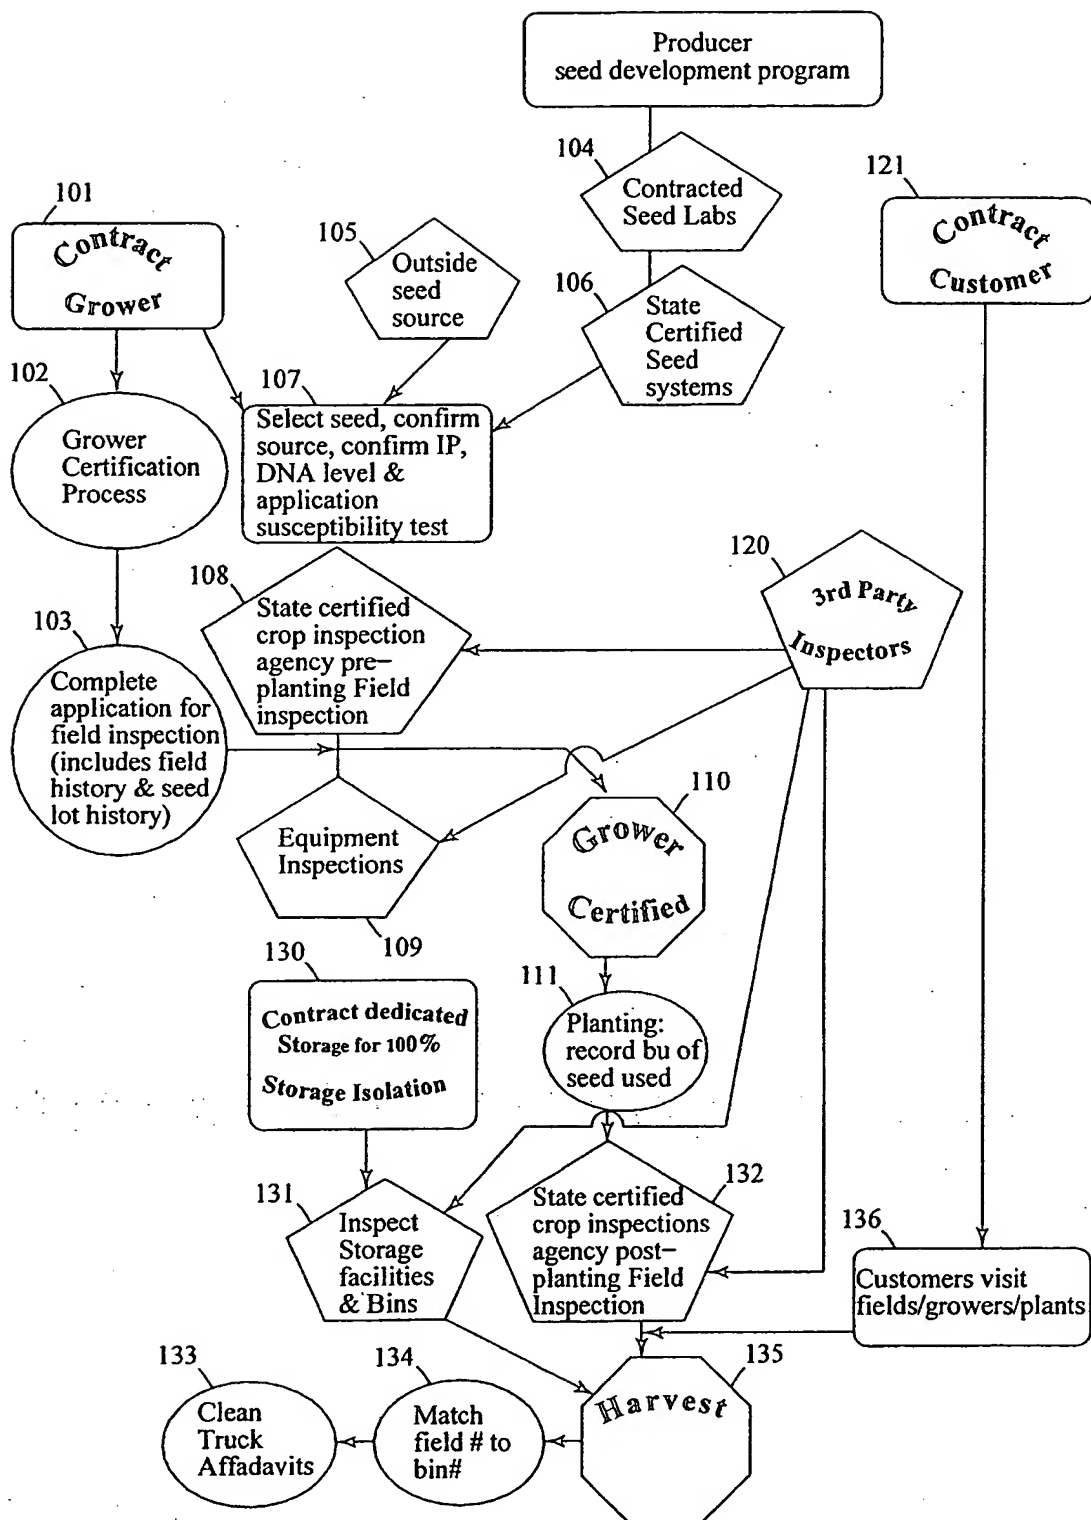 Producer
seed development program
104
Contracted
Seed Labs
121
Contract
Customer
101
Contract
Grower
105
Outside
seed
source
106
State
Certified
Seed
systems
102
Grower
Certification
Process
107
Select seed, confirm
source, confirm IP,
DNA level &
application
susceptibility test
108
State certified
crop inspection
agency pre-
planting Field
inspection
120
3rd Party
Inspectors
103
Complete
application for
field inspection
(includes field
history & seed
lot history)
Equipment
Inspections
109
110
Grower
Certified
130
Contract dedicated
Storage for 100%
Storage Isolation
111
Planting:
record bu of
seed used
131
Inspect
Storage
facilities
& Bins
132
State certified
crop inspections
agency post-
planting Field
Inspection
136
Customers visit
fields/growers/plants
133
Clean
Truck
Affadavits
134
Match
field # to
bin#
135
Harvest